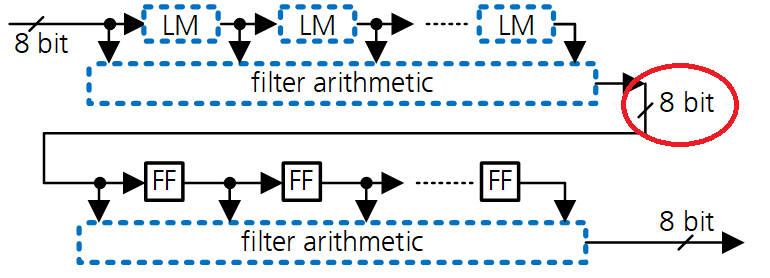 LM LM LM
8 bit
filter arithmetic
8 bit
FF FF FF
8 bit
filter arithmetic